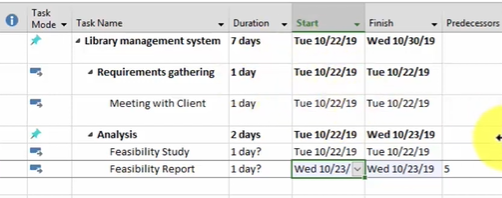 Task Mode Task Name Duration Start Finish Predecessors
Library management system 7 days Tue 10/22/19 Wed 10/30/19
Requirements gathering 1 day Tue 10/22/19 Tue 10/22/19
Meeting with Client 1 day Tue 10/22/19 Tue 10/22/19
Analysis 2 days Tue 10/22/19 Wed 10/23/19
Feasibility Study 1 day? Tue 10/22/19 Tue 10/22/19
Feasibility Report 1 day? Wed 10/23/ Wed 10/23/19 5